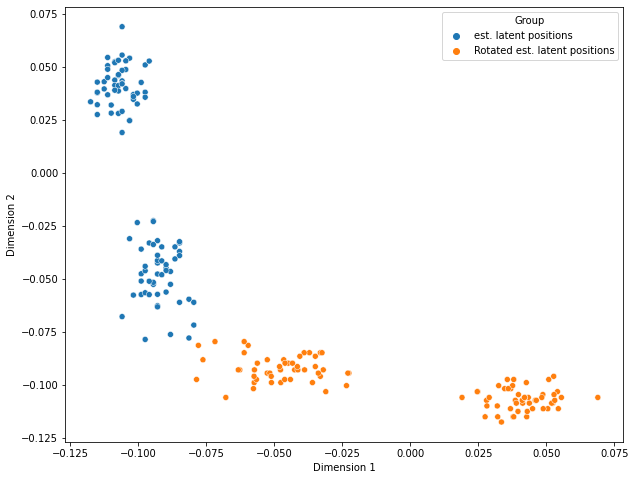 Group
est. latent positions
Rotated est. latent positions
0.075
0.050
0.025
0.000
−0.025
−0.050
−0.075
−0.100
−0.125
Dimension 2
−0.125 −0.100 −0.075 −0.050 −0.025 0.000 0.025 0.050 0.075
Dimension 1